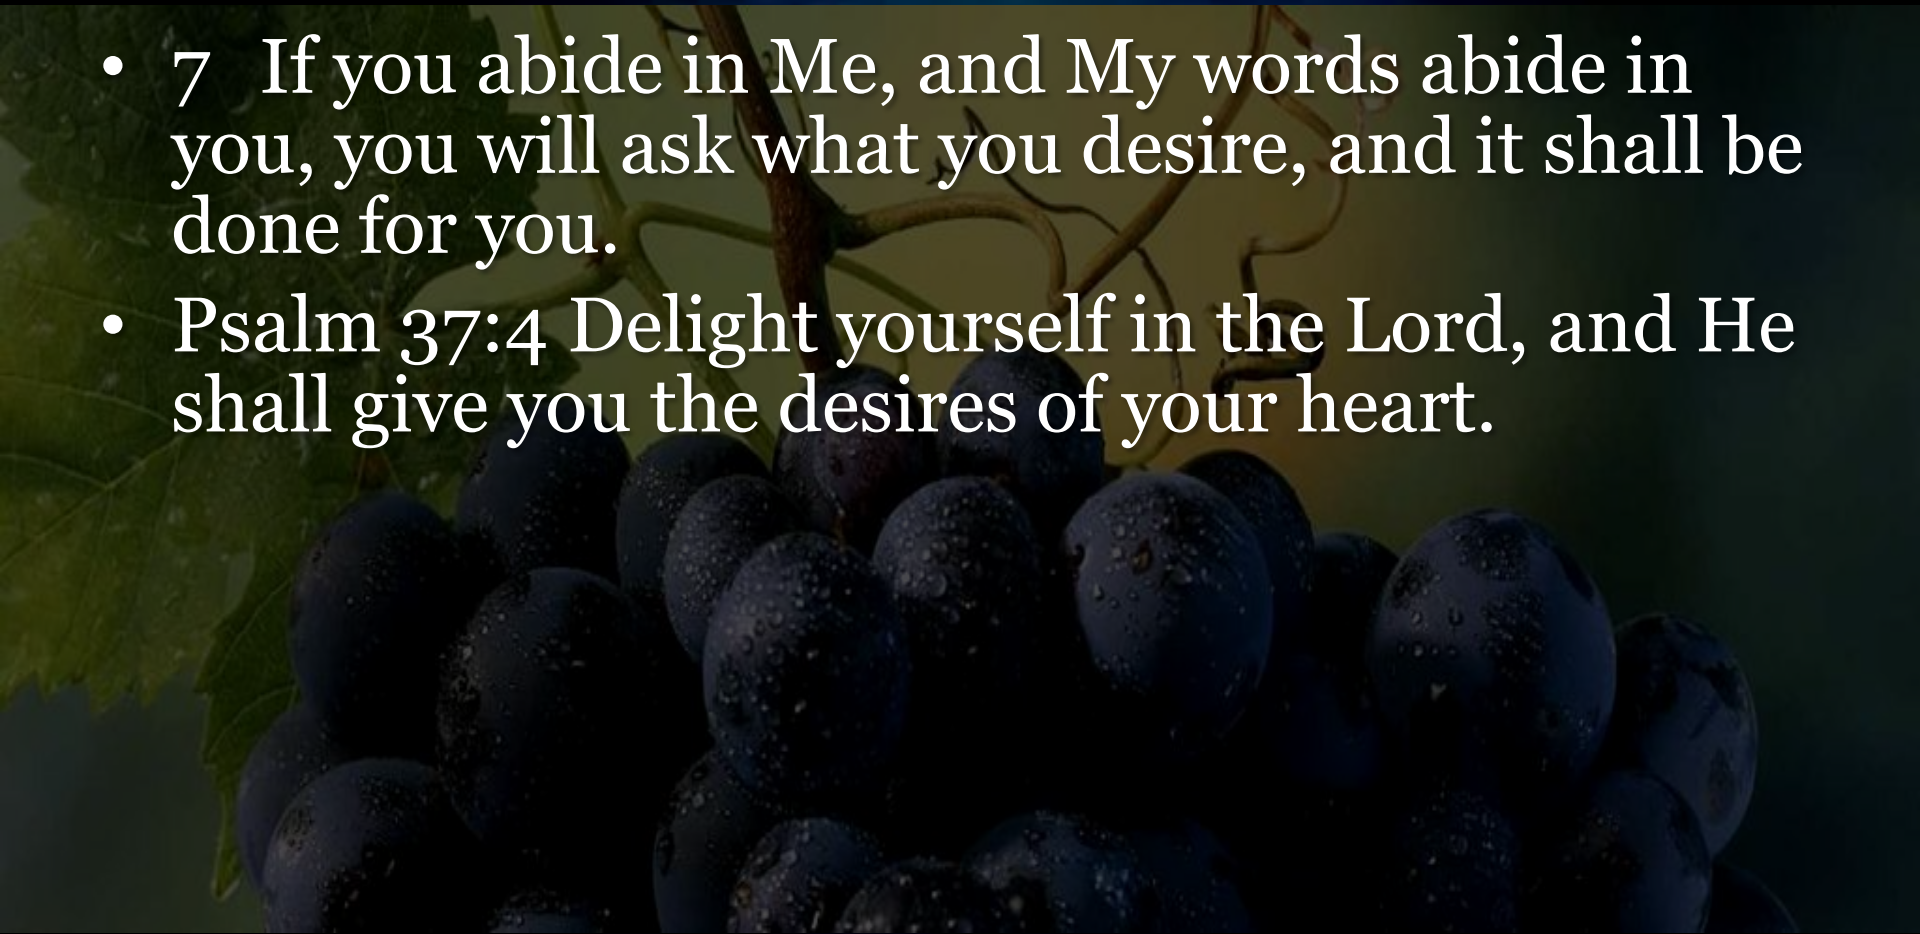 • 7 If you abide in Me, and My words abide in
you, you will ask what you desire, and it shall be
done for you.
• Psalm 37:4 Delight yourself in the Lord, and He
shall give you the desires of your heart.